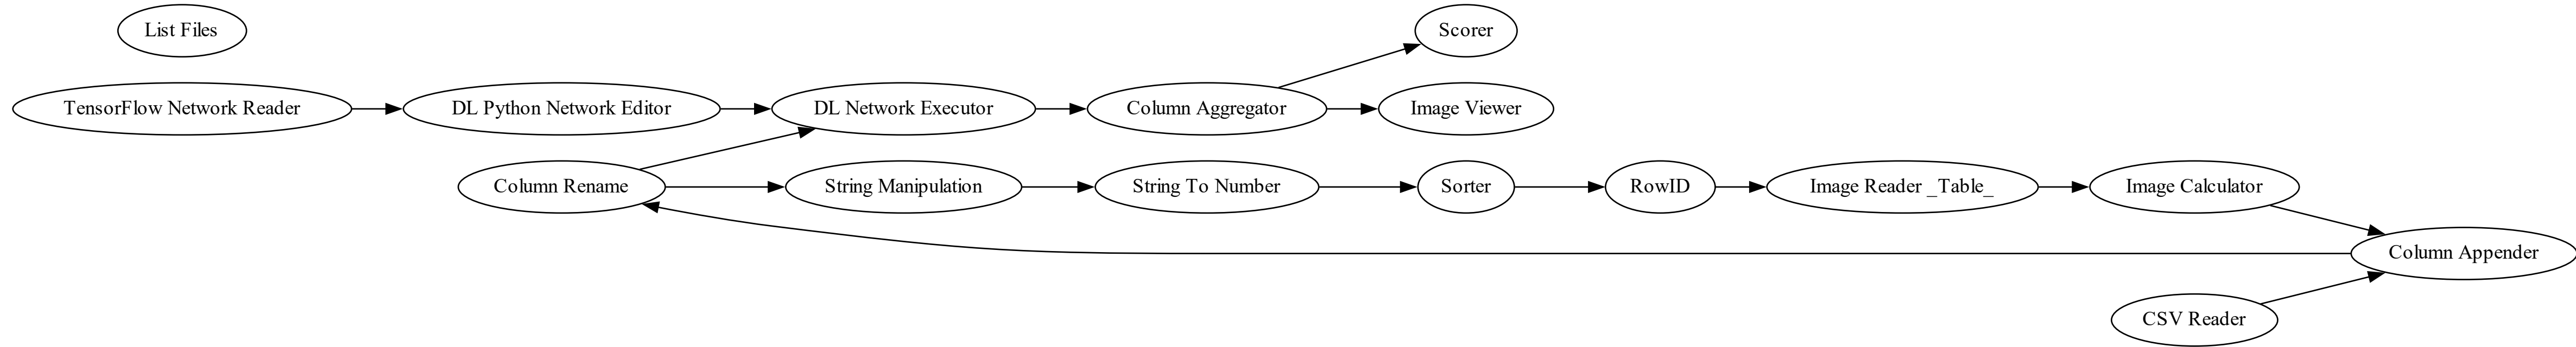 List Files
Scorer
TensorFlow Network Reader
DL Python Network Editor
DL Network Executor
Column Aggregator
Image Viewer
Column Rename
String Manipulation
String To Number
Sorter
RowID
Image Reader _Table_
Image Calculator
Column Appender
CSV Reader